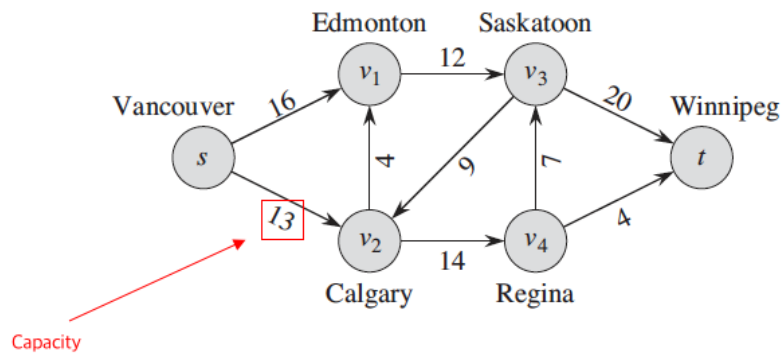 Edmonton
Saskatoon
v1
12
v3
Vancouver
16
20
Winnipeg
s
4
9
7
t
13
v2
14
v4
4
Calgary
Regina
Capacity